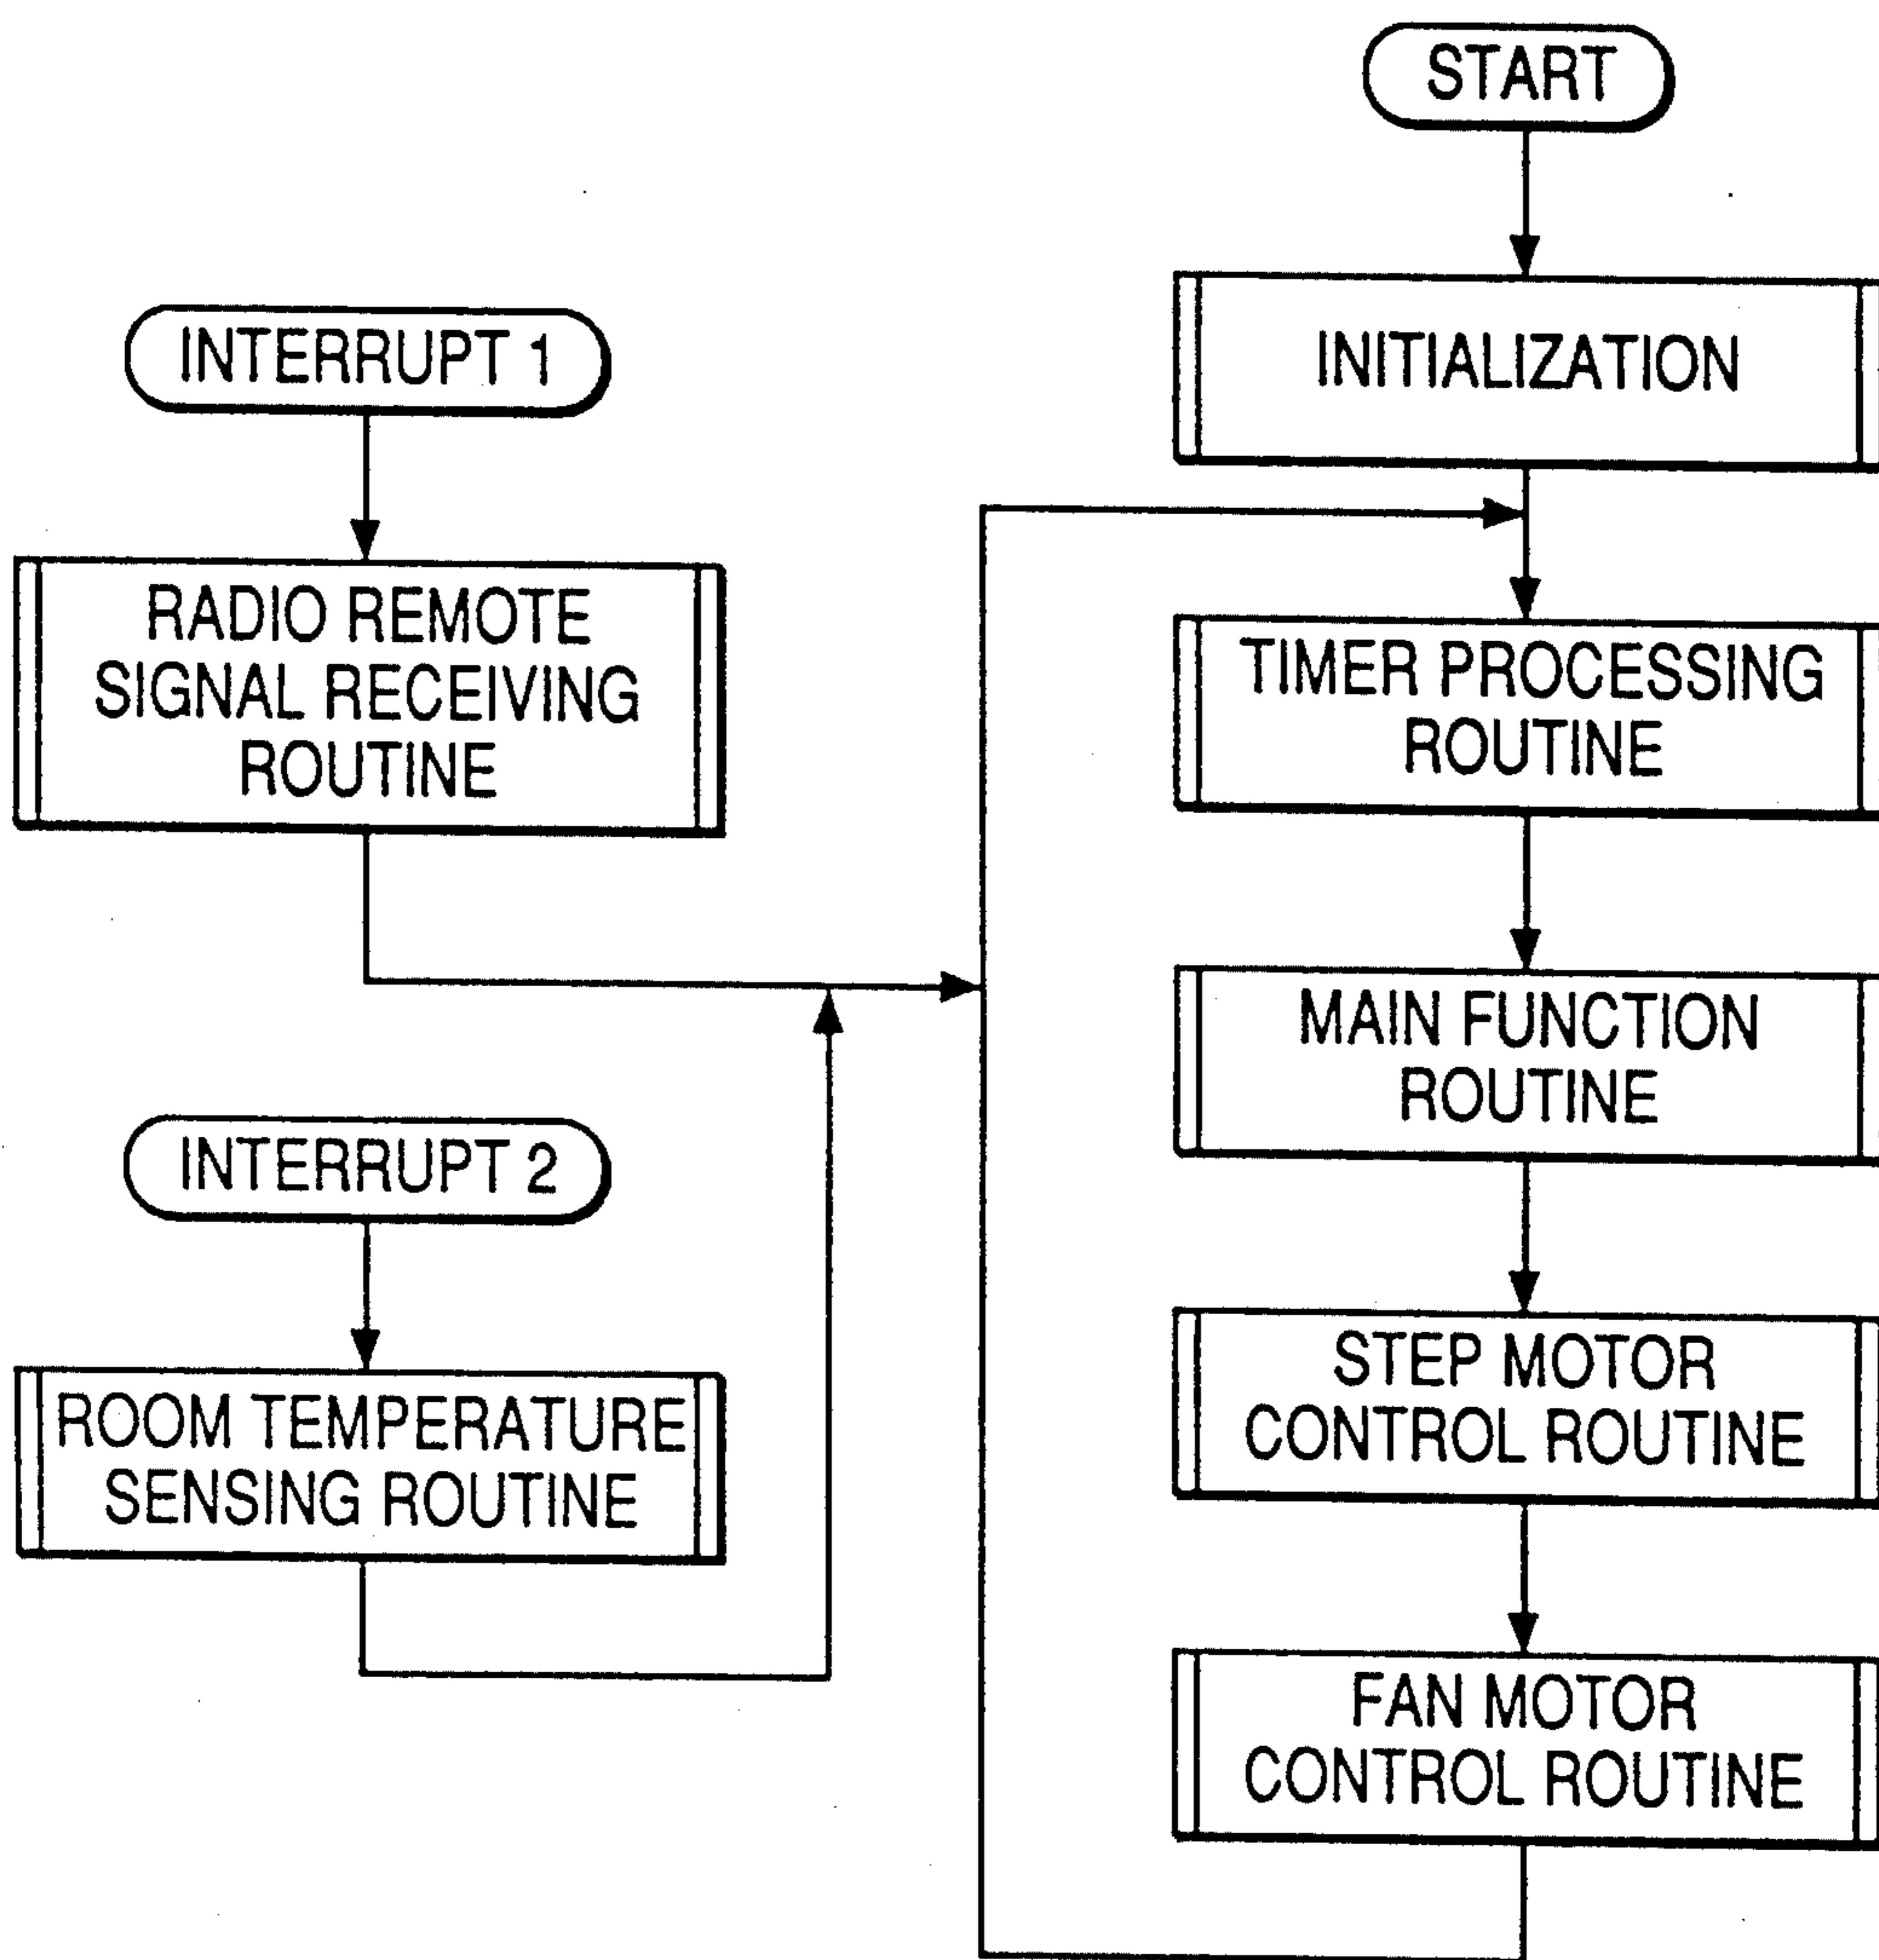 START
INITIALIZATION
TIMER PROCESSING
ROUTINE
MAIN FUNCTION
ROUTINE
STEP MOTOR
CONTROL ROUTINE
FAN MOTOR
CONTROL ROUTINE
INTERRUPT 1
RADIO REMOTE
SIGNAL RECEIVING
ROUTINE
INTERRUPT 2
ROOM TEMPERATURE
SENSING ROUTINE